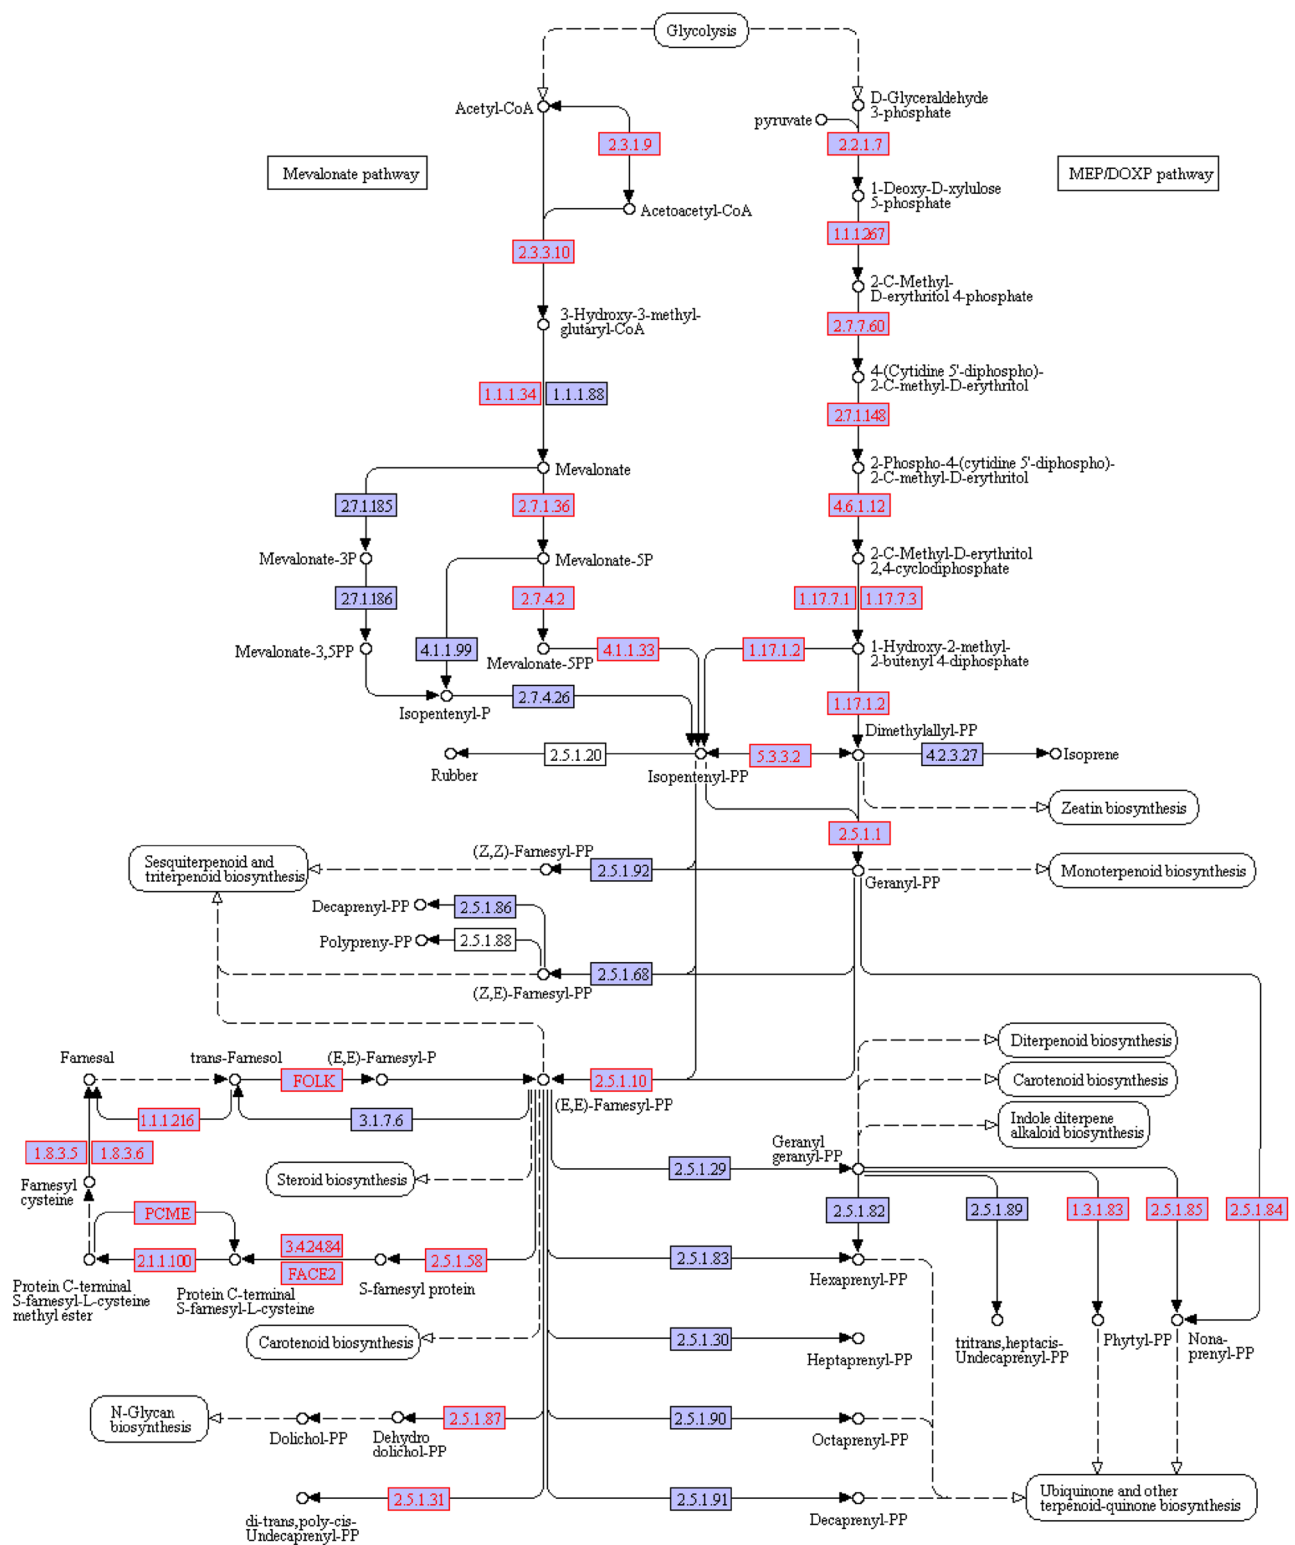 Glycolysis
Acetyl-CoA
D-Glyceraldehyde
3-phosphate
pyruvate
2.3.1.9
2.2.1.7
Mevalonate pathway
MEP/DOXP pathway
1-Deoxy-D-xylulose
5-phosphate
Acetoacetyl-CoA
1.1.1.267
2.3.3.10
2-C-Methyl-
D-erythritol 4-phosphate
3-Hydroxy-3-methyl-
glutaryl-CoA
2.7.7.60
4-(Cytidine 5'-diphospho)-
2-C-methyl-D-erythritol
1.1.1.34
1.1.1.88
2.7.1.148
Mevalonate
2-Phospho-4-(cytidine 5'-diphospho)-
2-C-methyl-D-erythritol
2.7.1.185
2.7.1.36
4.6.1.12
Mevalonate-3P
Mevalonate-5P
2-C-Methyl-D-erythritol
2,4-cyclodiphosphate
2.7.1.186
2.7.4.2
1.17.7.1
1.17.7.3
Mevalonate-3,5PP
4.1.1.99
Mevalonate-5PP
4.1.1.33
1.17.1.2
1-Hydroxy-2-methyl-
2-butenyl 4-diphosphate
Isopentenyl-P
2.7.4.26
1.17.1.2
Dimethylallyl-PP
Rubber
2.5.1.20
Isopentenyl-PP
5.3.3.2
4.2.3.27
Isoprene
Zeatin biosynthesis
2.5.1.1
Sesquiterpenoid and
triterpenoid biosynthesis
(Z,Z)-Farnesyl-PP
2.5.1.92
Geranyl-PP
Monoterpenoid biosynthesis
Decaprenyl-PP
2.5.1.86
Polypreny-PP
2.5.1.88
2.5.1.68
(Z,E)-Farnesyl-PP
Diterpenoid biosynthesis
Farnesal
trans-Farnesol
(E,E)-Farnesyl-P
FOLK
2.5.1.10
Carotenoid biosynthesis
(E,E)-Farnesyl-PP
1.1.1.216
3.1.7.6
Indole diterpene
alkaloid biosynthesis
1.8.3.5
1.8.3.6
Geranyl
geranyl-PP
2.5.1.29
Farnesyl
cysteine
Steroid biosynthesis
PCME
2.5.1.82
2.5.1.89
1.3.1.83
2.5.1.85
2.5.1.84
2.1.1.100
3.4.24.84
FACE2
2.5.1.58
2.5.1.83
Protein C-terminal
S-farnesyl-L-cysteine
methyl ester
Protein C-terminal
S-farnesyl-L-cysteine
S-farnesyl protein
Hexaprenyl-PP
Carotenoid biosynthesis
2.5.1.30
Heptaprenyl-PP
tritrans,heptacis-
Undecaprenyl-PP
Phytyl-PP
Nona-
prenyl-PP
N-Glycan
biosynthesis
Dolichol-PP
Dehydro
dolichol-PP
2.5.1.87
2.5.1.90
Octaprenyl-PP
2.5.1.31
di-trans,poly-cis-
Undecaprenyl-PP
2.5.1.91
Decaprenyl-PP
Ubiquinone and other
terpenoid-quinone biosynthesis